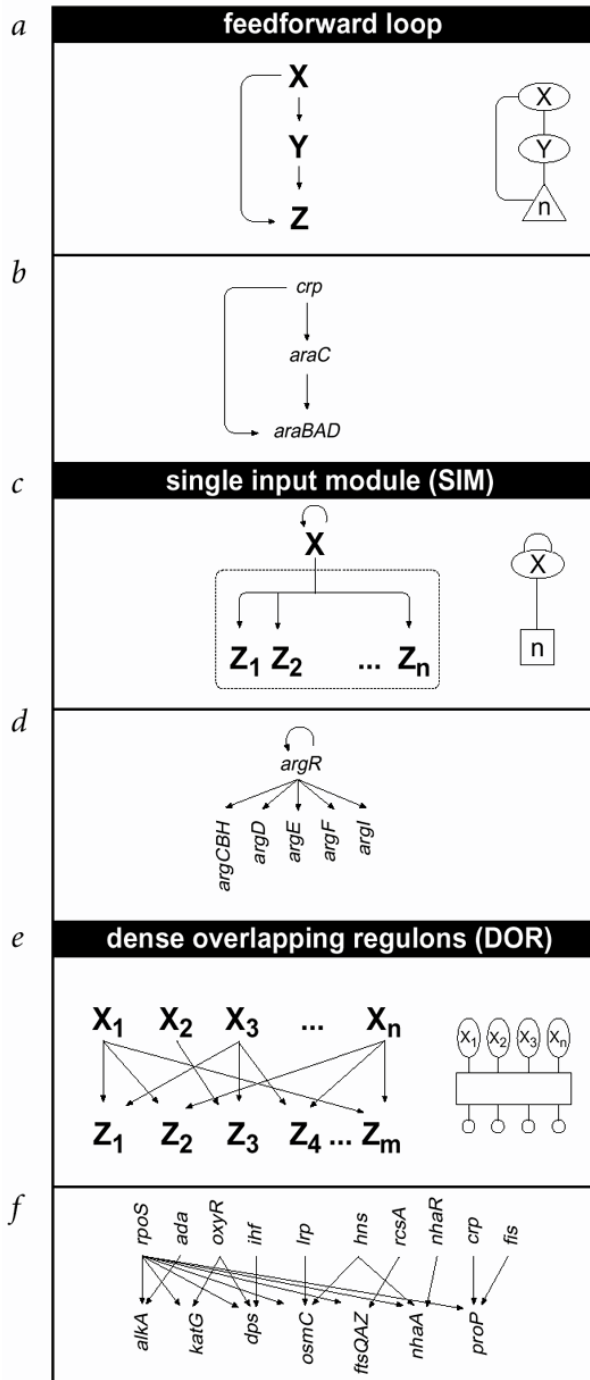 a
feedforward loop
X
X
Y
Y
Z
n
b
crp
araC
araBAD
c
single input module (SIM)
X
X
Z1 Z2 ... Zn
n
d
argR
argCBH argD argE argF argI
e
dense overlapping regulons (DOR)
X1 X2 X3 ... Xn
X1 X2 X3 Xn
Z1 Z2 Z3 Z4 ... Zm
f
rpoS ada oxyR ihf lrp hns rcsA nhaR crp fis
alkA katG dps osmC ftsQAZ nhaA proP